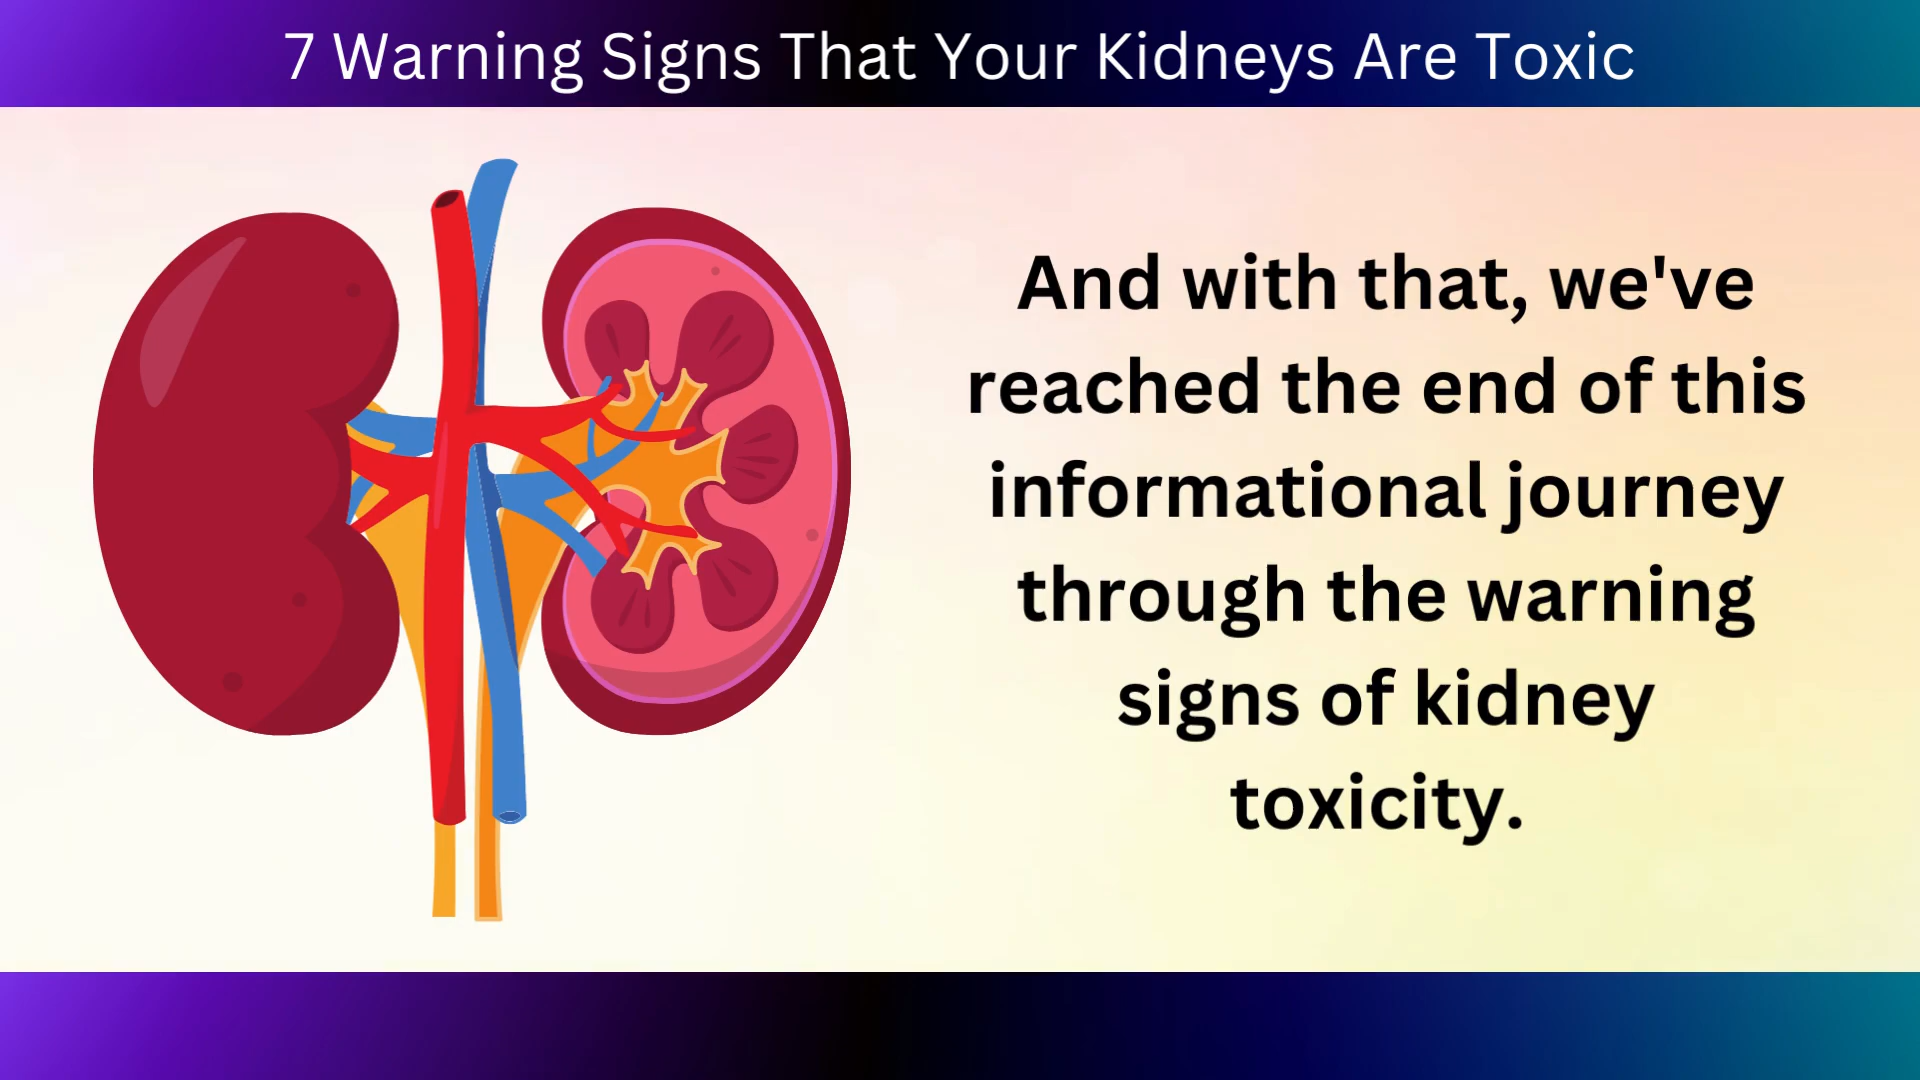 7 Warning Signs That Your Kidneys Are Toxic
And with that, we've
reached the end of this
informational journey
through the warning
signs of kidney
toxicity.